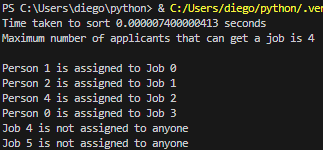 PS C:\Users\diego\python> & C:/Users/diego/python/.ve
Time taken to sort 0.000007400000413 seconds
Maximum number of applicants that can get a job is 4
Person 1 is assigned to Job 0
Person 2 is assigned to Job 1
Person 4 is assigned to Job 2
Person 0 is assigned to Job 3
Job 4 is not assigned to anyone
Job 5 is not assigned to anyone